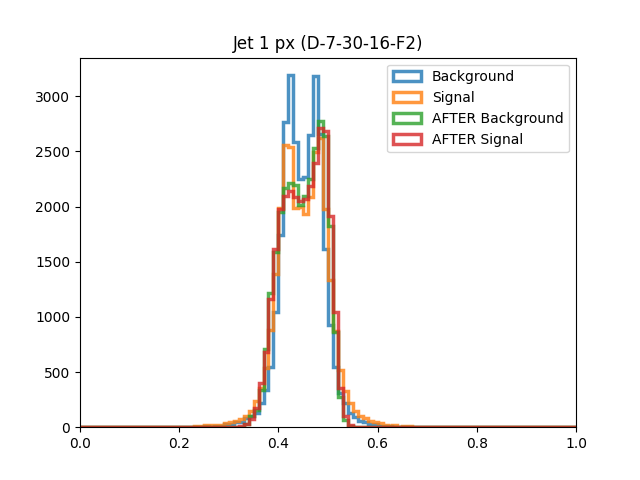 Jet 1 px (D-7-30-16-F2)
Background
Signal
AFTER Background
AFTER Signal
3000
2500
2000
1500
1000
500
0
0.0 0.2 0.4 0.6 0.8 1.0